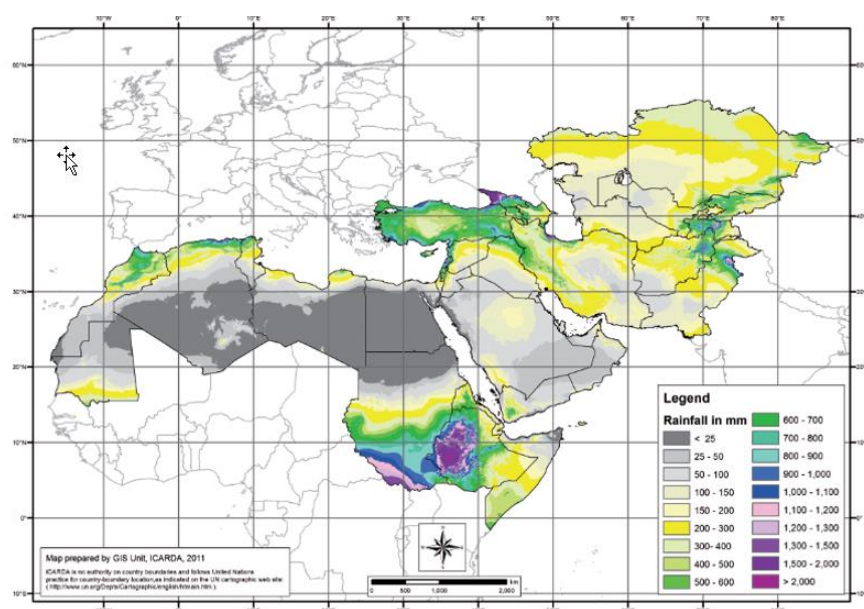 10°W 0° 10°E 20°E 30°E 40°E 50°E 60°E 70°E 80°E
60°N
50°N
40°N
30°N
20°N
10°N
0°
10°S
Legend
Rainfall in mm
< 25
25 - 50
50 - 100
100 - 150
150 - 200
200 - 300
300- 400
400 - 500
500 - 600
600 - 700
700 - 800
800 - 900
900 - 1,000
1,000 - 1,100
1,100 - 1,200
1,200 - 1,300
1,300 - 1,500
1,500 - 2,000
> 2,000
Map prepared by GIS Unit, ICARDA, 2011
ICARDA is no authority on country boundaries and follows United Nations
practice for country-boundary location,as indicated on the UN cartographic web site:
0 500 1,000 2,000
km